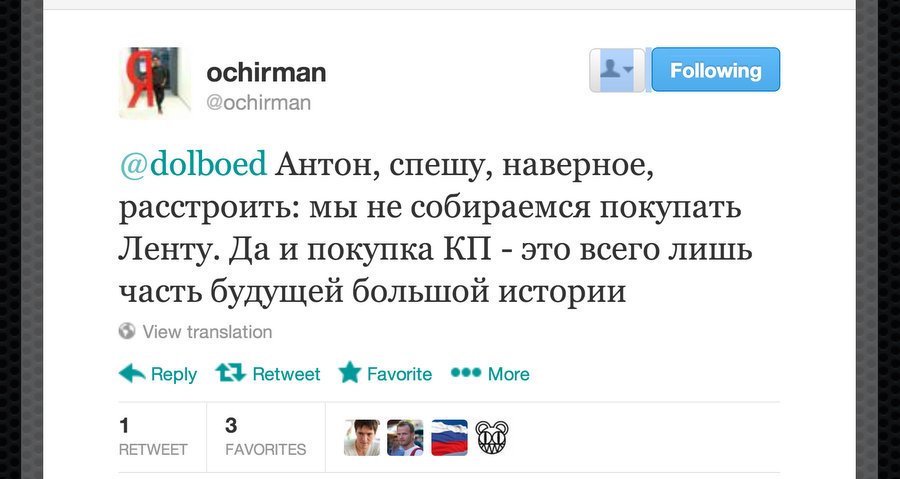 ochirman
Following
@ochirman
@dolboed Антон, спешу, наверное,
расстроить: мы не собираемся покупать
Ленту. Да и покупка КП - это всего лишь
часть будущей большой истории
View translation
Reply Retweet Favorite More
1 3
RETWEET FAVORITES